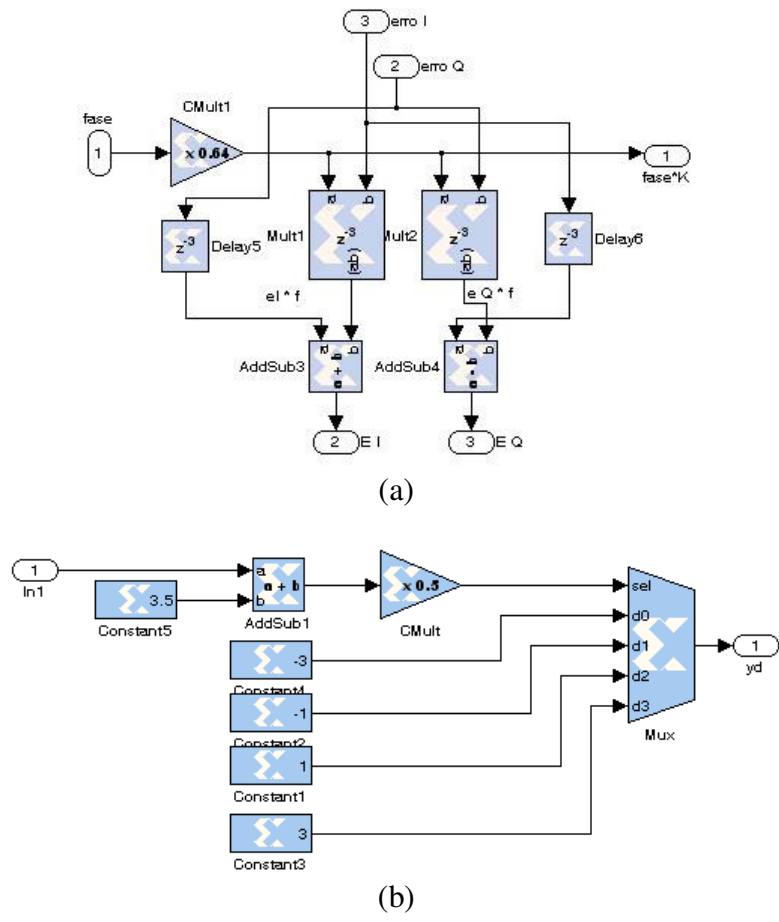 3 erro I
2 erro Q
CMult1
fase
1
x 0.64
1
fase*K
a b
a b
Delay5
z-3
Mult1
z-3
(ab)
Mult2
z-3
(ab)
z-3
Delay6
eI * f
e Q * f
AddSub3
a b
a + b
AddSub4
a b
a - b
2 E I
3 E Q
(a)
1
In1
3.5
Constant5
a
b
a + b
AddSub1
x 0.5
CMult
sel
d0
d1
d2
d3
Mux
1
yd
-3
Constant4
-1
Constant2
1
Constant1
3
Constant3
(b)